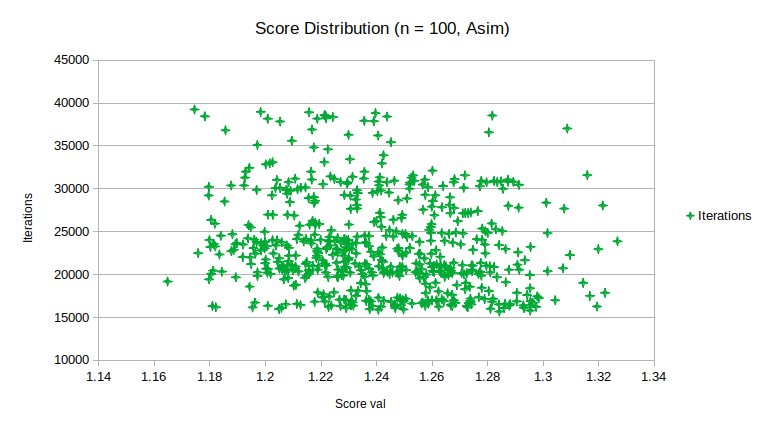 Score Distribution (n = 100, Asim)
45000
40000
35000
30000
25000
20000
15000
10000
Iterations
Iterations
1.14 1.16 1.18 1.2 1.22 1.24 1.26 1.28 1.3 1.32 1.34
Score val